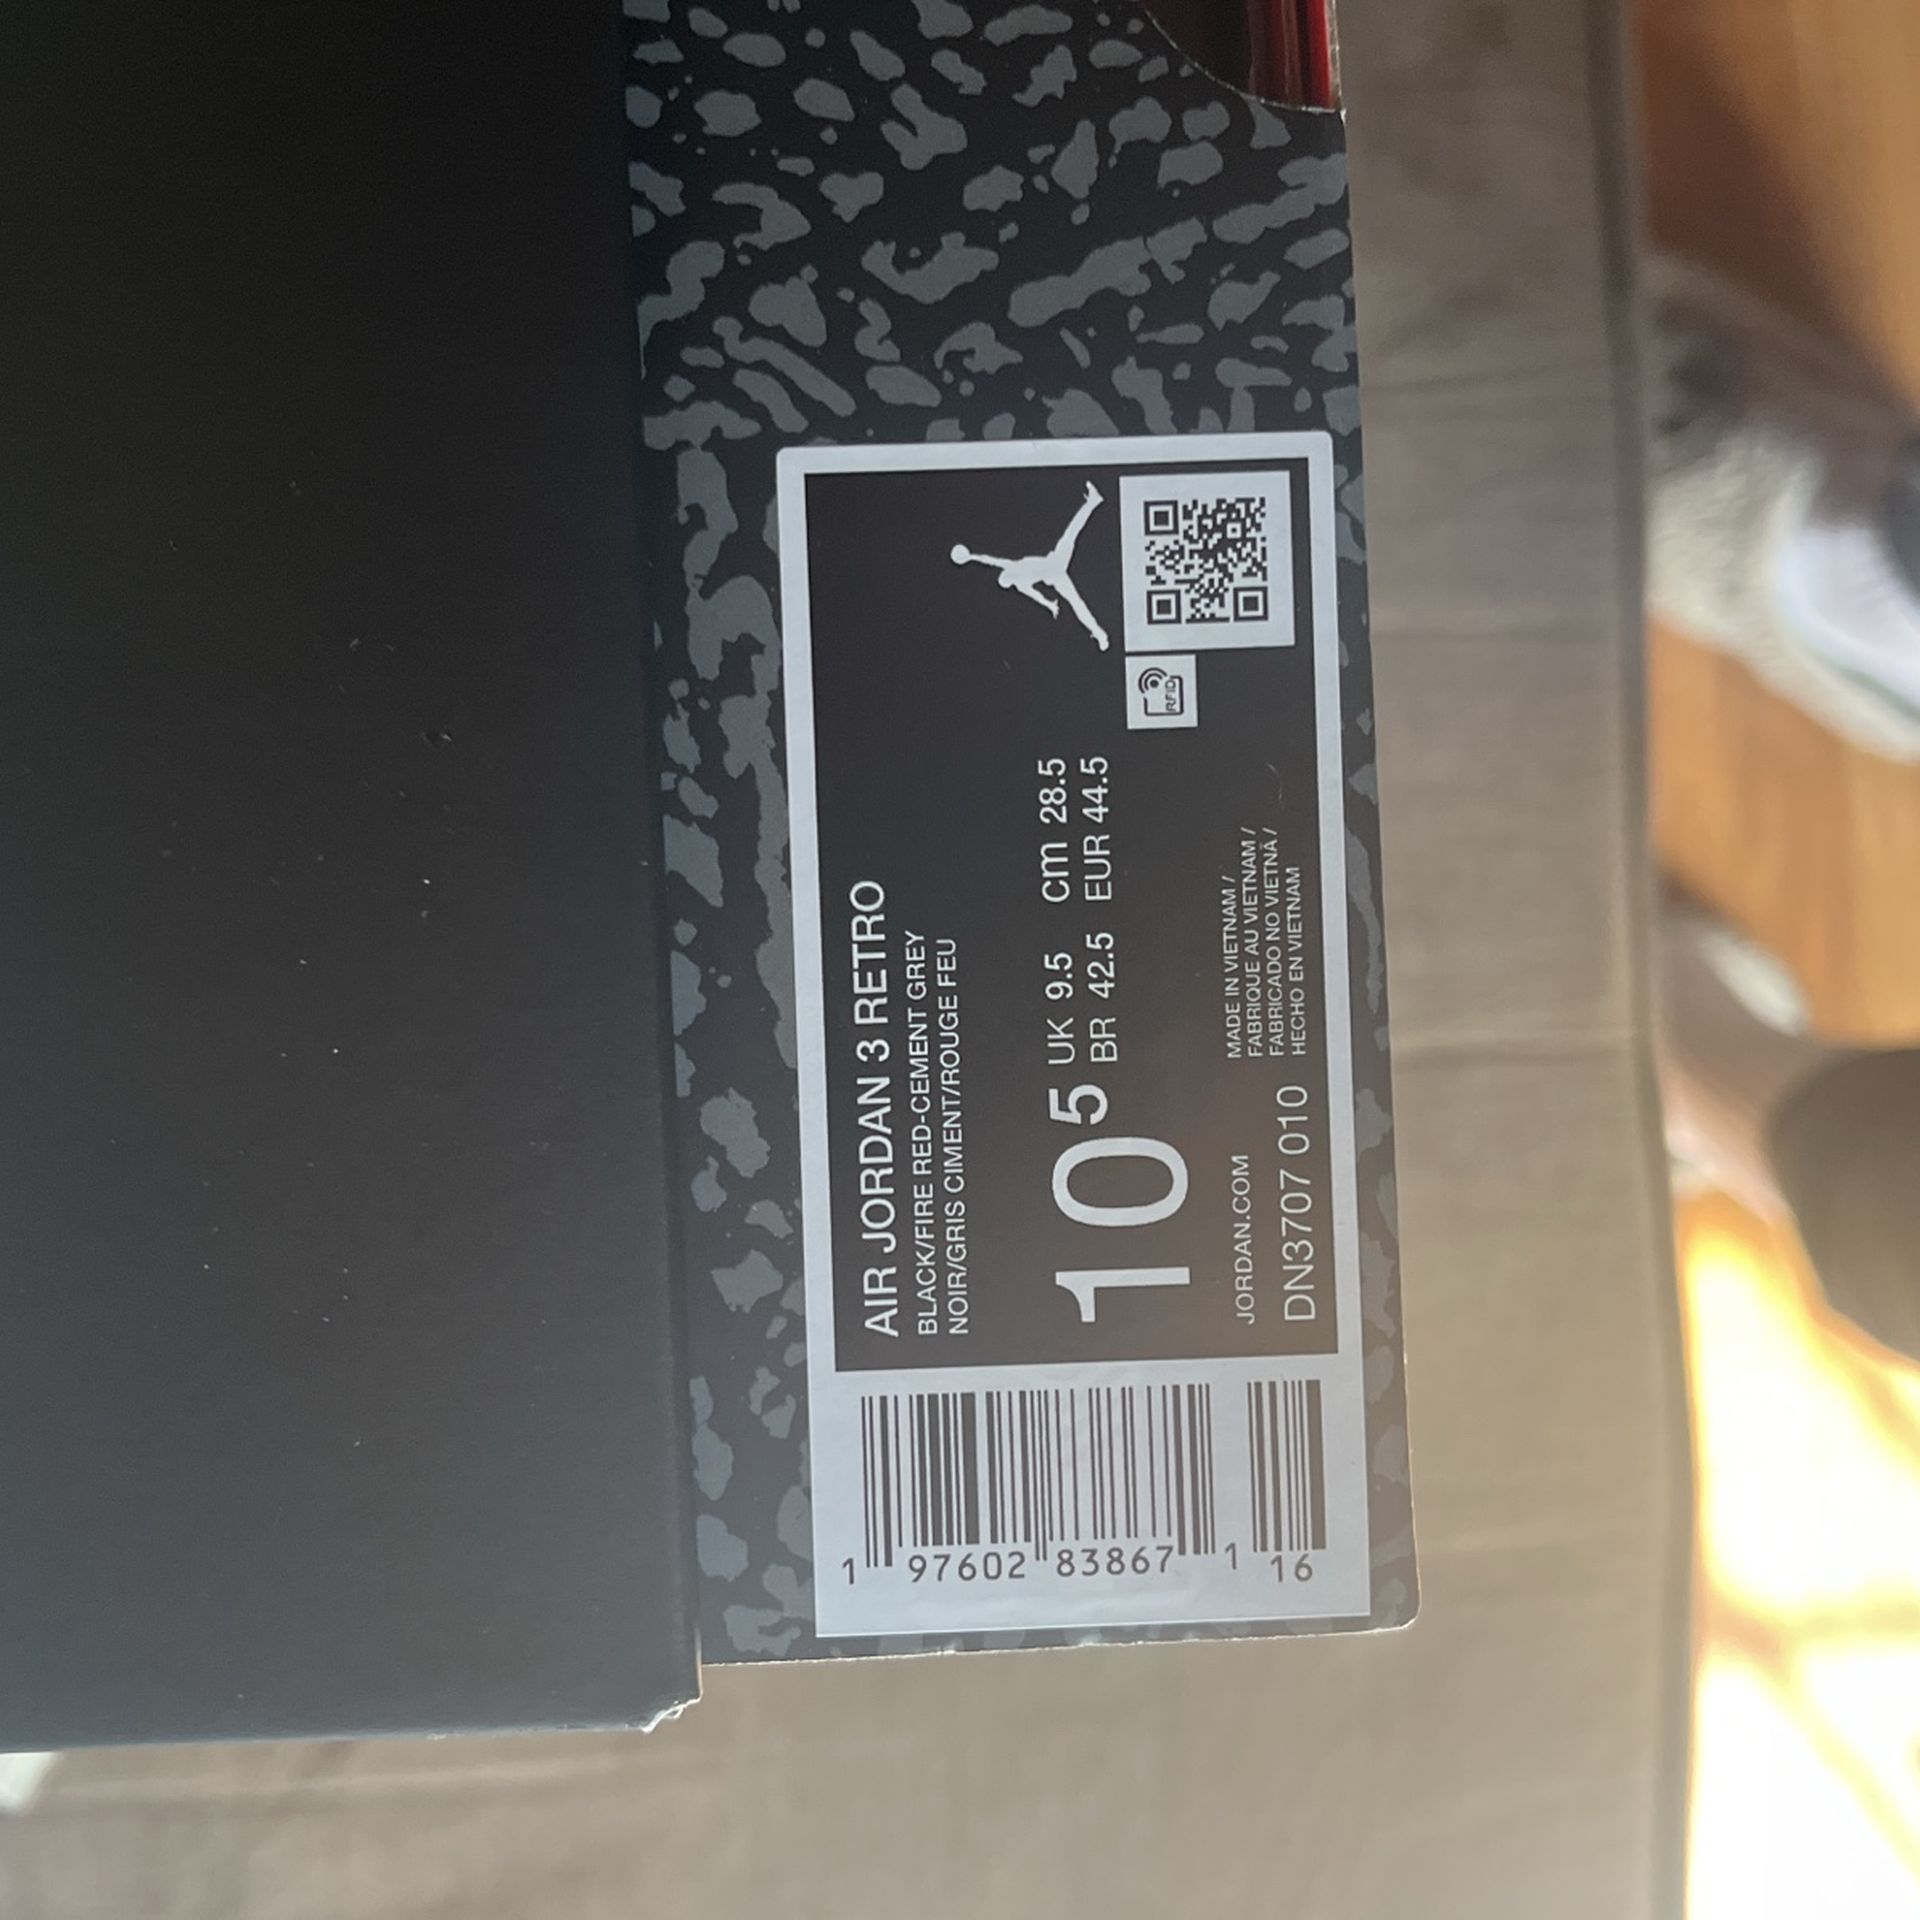 AIR JORDAN 3 RETRO
BLACK/FIRE RED-CEMENT GREY
NOIR/GRIS CIMENT/ROUGE FEU
10 5 UK 9.5 cm 28.5
BR 42.5 EUR 44.5
RFID
JORDAN.COM
DN3707 010
MADE IN VIETNAM /
FABRIQUE AU VIETNAM /
FABRICADO NO VIETNÃ /
HECHO EN VIETNAM
1 97602 83867 1 16